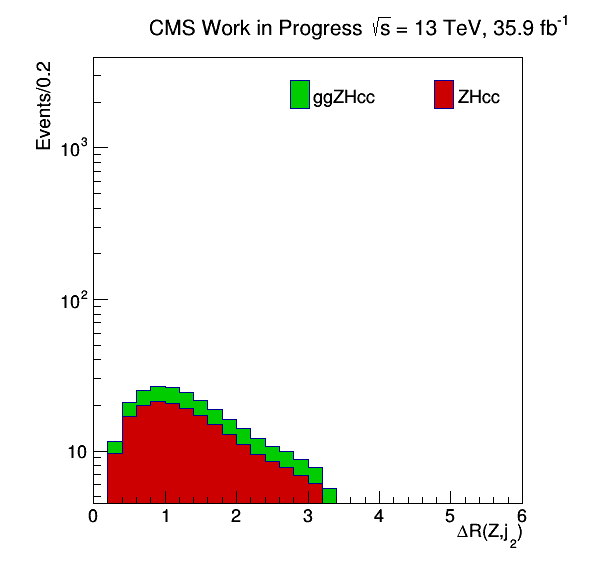 CMS Work in Progress √s = 13 TeV, 35.9 fb⁻¹
Events/0.2
ggZHcc ZHcc
10³
10²
10
0 1 2 3 4 5 6
ΔR(Z,j₂)